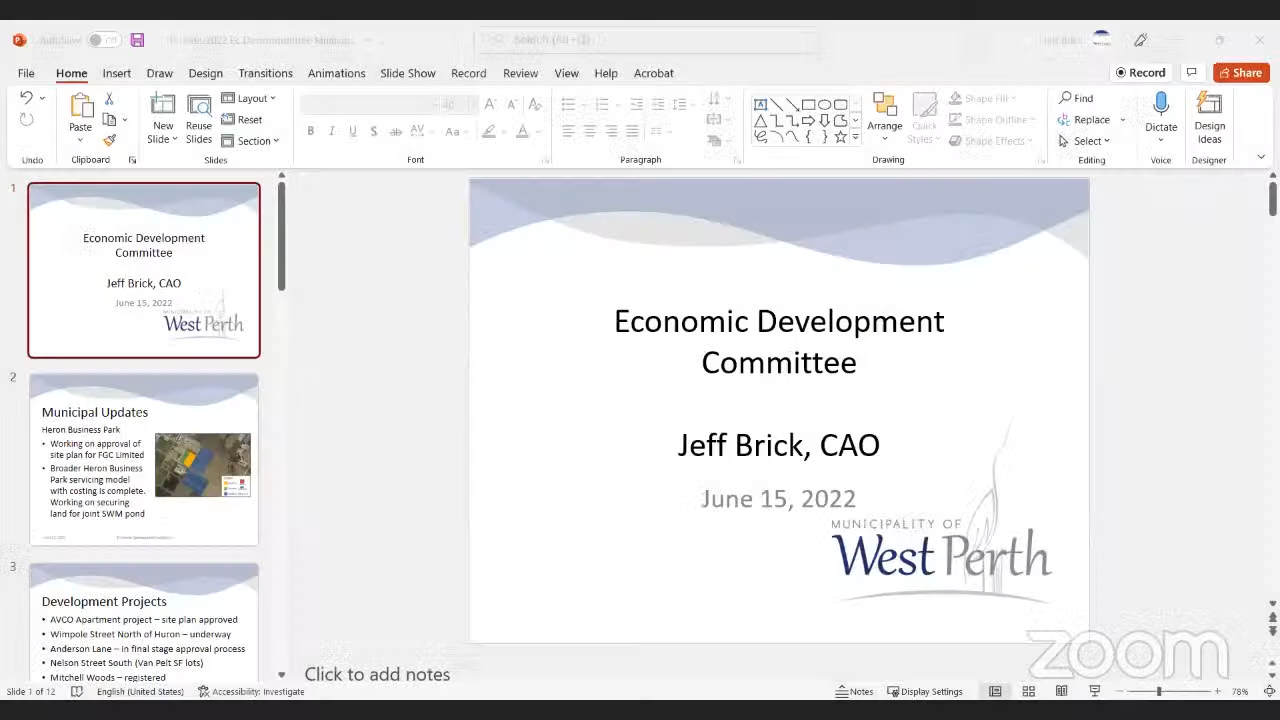 AutoSave Off
Search (Alt+Q)
File Home Insert Draw Design Transitions Animations Slide Show Record Review View Help Acrobat
Record Share
Paste
New Slide
Reuse Slides
Layout
Reset
Section
40
Arrange
Quick Styles
Shape Fill
Shape Outline
Shape Effects
Find
Replace
Select
Dictate
Design Ideas
Undo Clipboard Slides Font Paragraph Drawing Editing Voice Designer
1
Economic Development
Committee
Jeff Brick, CAO
June 15, 2022
MUNICIPALITY OF
West Perth
2
Municipal Updates
Heron Business Park
• Working on approval of
site plan for FGC Limited
• Broader Heron Business
Park servicing model
with costing is complete.
Working on securing
land for joint SWM pond
3
Development Projects
• AVCO Apartment project – site plan approved
• Wimpole Street North of Huron – underway
• Anderson Lane – in final stage approval process
• Nelson Street South (Van Pelt SF lots)
• Mitchell Woods – registered
Economic Development
Committee
Jeff Brick, CAO
June 15, 2022
MUNICIPALITY OF
West Perth
zoom
Click to add notes
Slide 1 of 12 English (United States) Accessibility: Investigate Notes Display Settings 78%